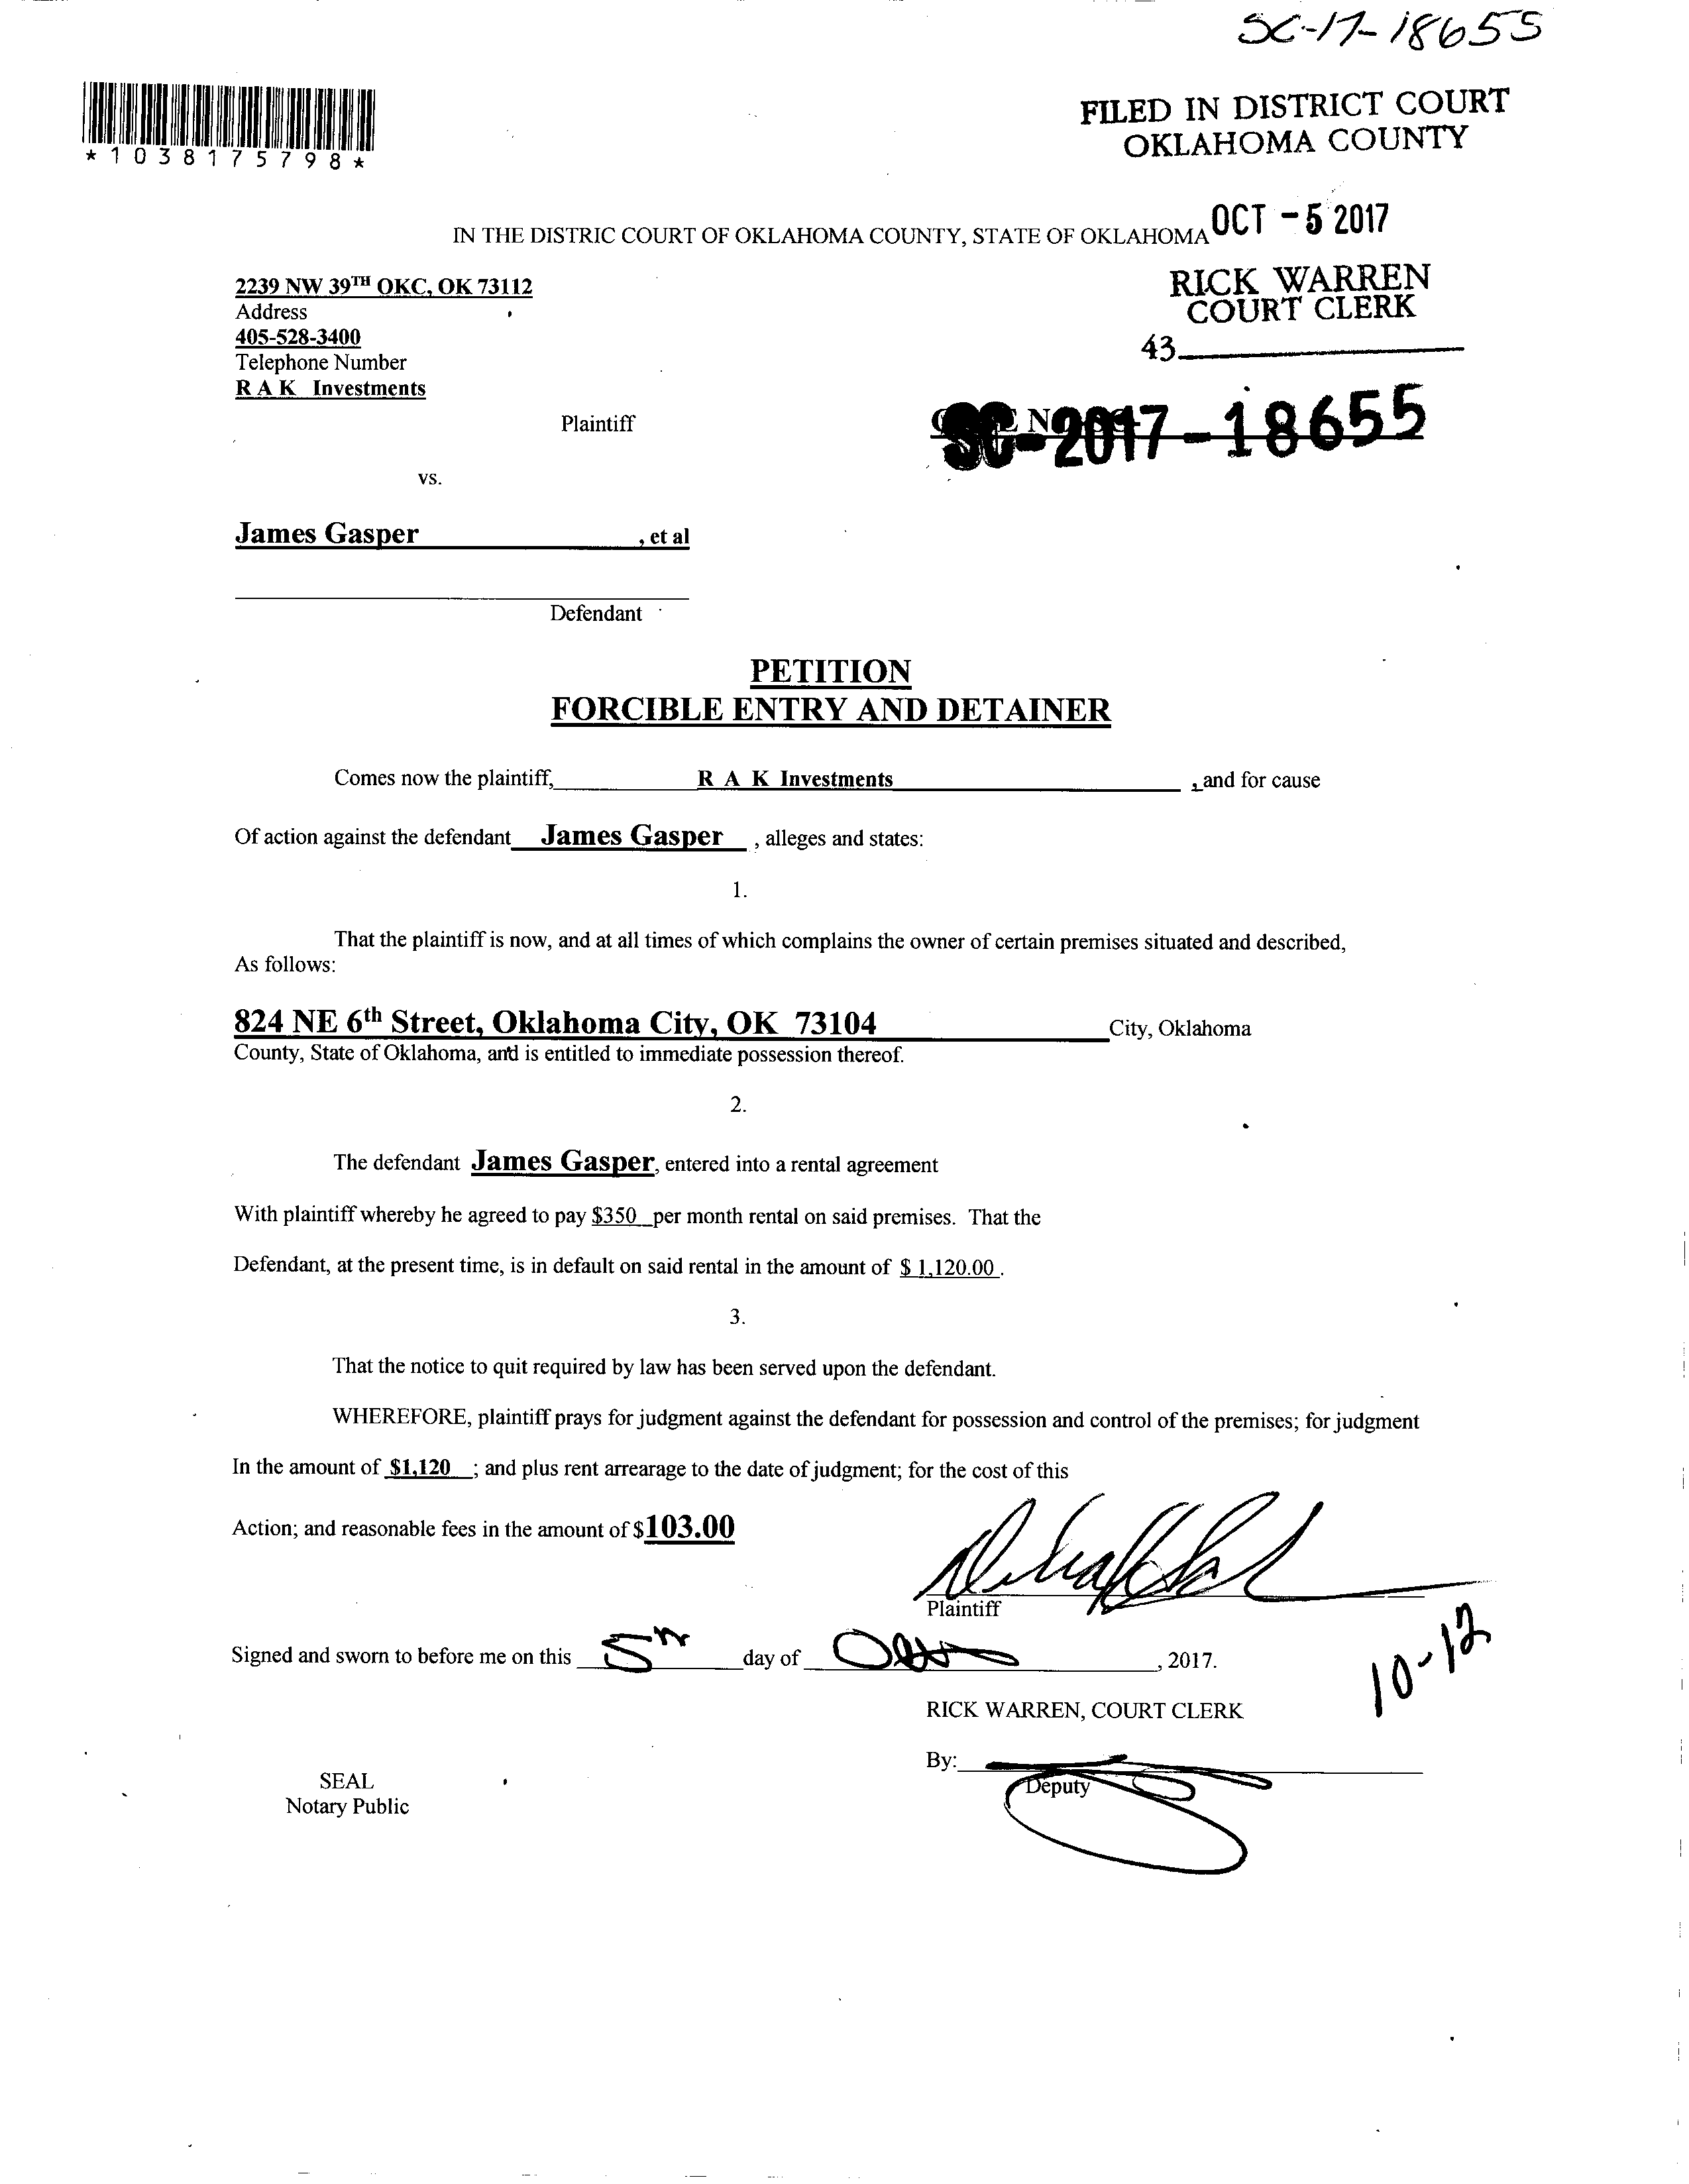 SC-17-18655
*1038175798*
FILED IN DISTRICT COURT
OKLAHOMA COUNTY
IN THE DISTRIC COURT OF OKLAHOMA COUNTY, STATE OF OKLAHOMA OCT -5 2017
2239 NW 39TH OKC, OK 73112
Address
405-528-3400
Telephone Number
R A K Investments
RICK WARREN
COURT CLERK
43
Plaintiff
SC-2017-18655
vs.
James Gasper , et al
Defendant
PETITION
FORCIBLE ENTRY AND DETAINER
Comes now the plaintiff, R A K Investments , and for cause
Of action against the defendant James Gasper , alleges and states:
1.
That the plaintiff is now, and at all times of which complains the owner of certain premises situated and described,
As follows:
824 NE 6th Street, Oklahoma City, OK 73104 City, Oklahoma
County, State of Oklahoma, and is entitled to immediate possession thereof.
2.
The defendant James Gasper, entered into a rental agreement
With plaintiff whereby he agreed to pay $350 per month rental on said premises. That the
Defendant, at the present time, is in default on said rental in the amount of $ 1,120.00 .
3.
That the notice to quit required by law has been served upon the defendant.
WHEREFORE, plaintiff prays for judgment against the defendant for possession and control of the premises; for judgment
In the amount of $1,120 ; and plus rent arrearage to the date of judgment; for the cost of this
Action; and reasonable fees in the amount of $103.00
Plaintiff
Signed and sworn to before me on this 5th day of , 2017.
10-12
RICK WARREN, COURT CLERK
By:
Deputy
SEAL
Notary Public